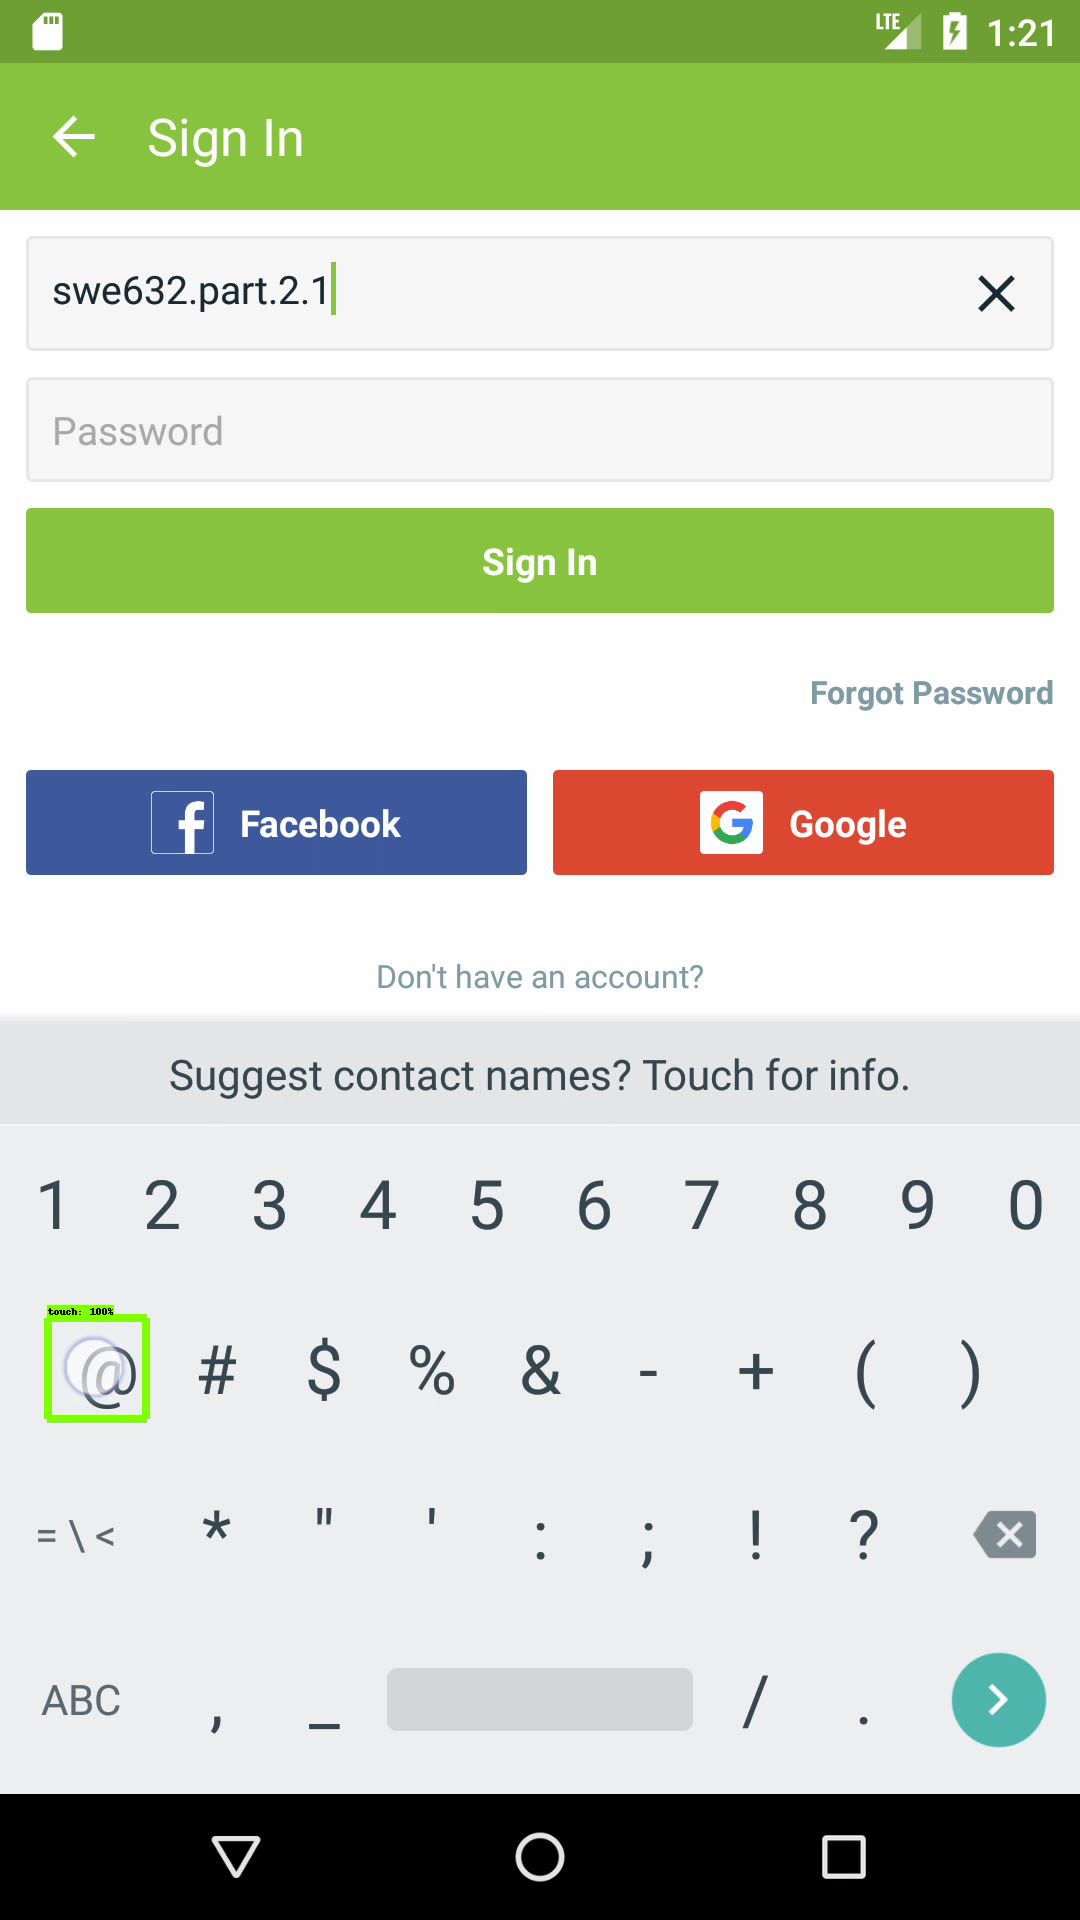 LTE 1:21
Sign In
swe632.part.2.1
Password
Sign In
Forgot Password
Facebook
Google
Don't have an account?
Suggest contact names? Touch for info.
1 2 3 4 5 6 7 8 9 0
touch: 100%
@ # $ % & - + ( )
= \ < * " ' : ; ! ?
ABC , _ / .